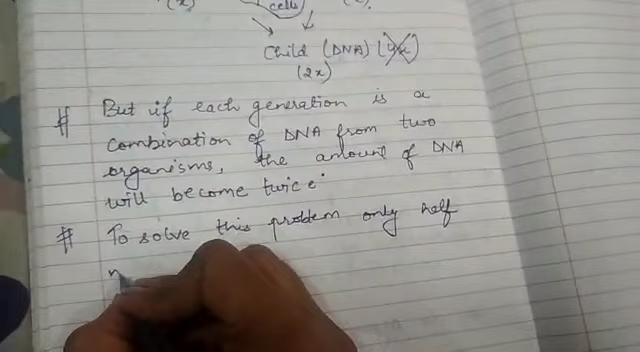 (x) cells
Child (DNA)
(2x)
# But if each generation is a
combination of DNA from two
organisms, the amount of DNA
will become twice.
# To solve this problem only half